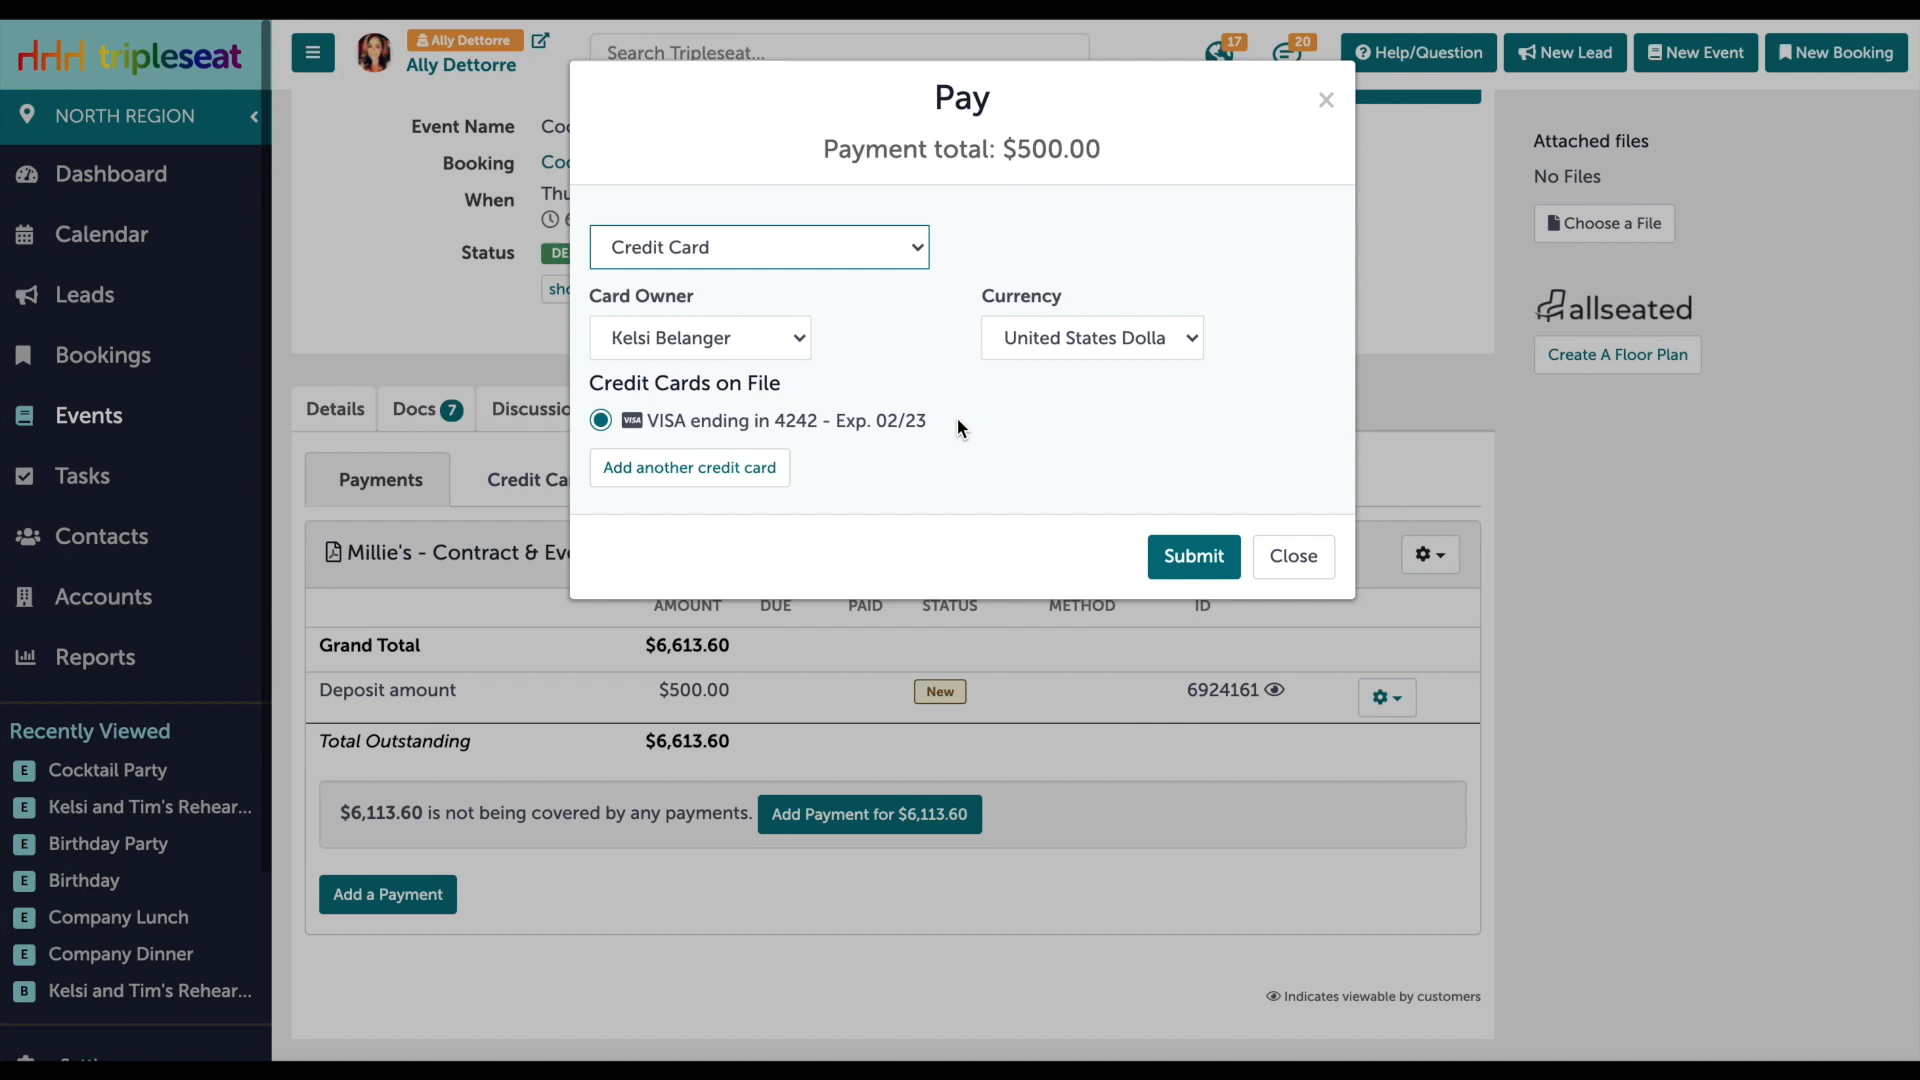 tripleseat
Ally Dettorre
Ally Dettorre
Search Tripleseat...
17
20
Help/Question
New Lead
New Event
New Booking
NORTH REGION
Dashboard
Calendar
Leads
Bookings
Events
Tasks
Contacts
Accounts
Reports
Recently Viewed
E Cocktail Party
E Kelsi and Tim's Rehear...
E Birthday Party
E Birthday
E Company Lunch
E Company Dinner
B Kelsi and Tim's Rehear...
Event Name
Booking
When
Thu
Status
DE
Pay
×
Payment total: $500.00
Credit Card
Card Owner
Currency
Kelsi Belanger
United States Dolla
Credit Cards on File
VISA VISA ending in 4242 - Exp. 02/23
Add another credit card
Submit
Close
Attached files
No Files
Choose a File
allseated
Create A Floor Plan
Details
Docs 7
Discussio
Payments
Credit Ca
Millie's - Contract & Eve
AMOUNT DUE PAID STATUS METHOD ID
Grand Total $6,613.60
Deposit amount $500.00 New 6924161
Total Outstanding $6,613.60
$6,113.60 is not being covered by any payments. Add Payment for $6,113.60
Add a Payment
Indicates viewable by customers